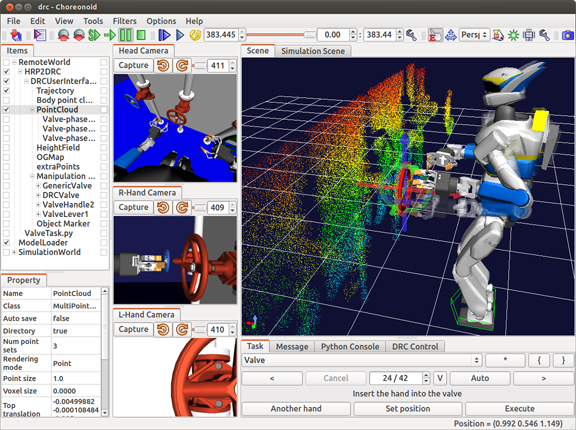 drc - Choreonoid
File Edit View Tools Filters Options Help
383.445 0.00 : 383.44 Persp
Items
RemoteWorld
HRP2DRC
DRCUserInterfa...
Trajectory
Body point cl...
PointCloud
Valve-phase...
Valve-phase...
Valve-phase...
HeightField
OGMap
extraPoints
Manipulation ...
GenericValve
DRCValve
ValveHandle2
ValveLever1
Object Marker
ValveTask.py
ModelLoader
SimulationWorld
Property
Name PointCloud
Class MultiPoint...
Auto save false
Directory true
Num point sets 3
Rendering mode Point
Point size 1.0
Voxel size 0.0000
Top translation -0.00499882 -0.000108484
Head Camera
Capture 411
R-Hand Camera
Capture 409
L-Hand Camera
Capture 410
Scene Simulation Scene
Task Message Python Console DRC Control
Valve * { }
< Cancel 24 / 42 V Auto >
Insert the hand into the valve
Another hand Set position Execute
Position = (0.992 0.546 1.149)